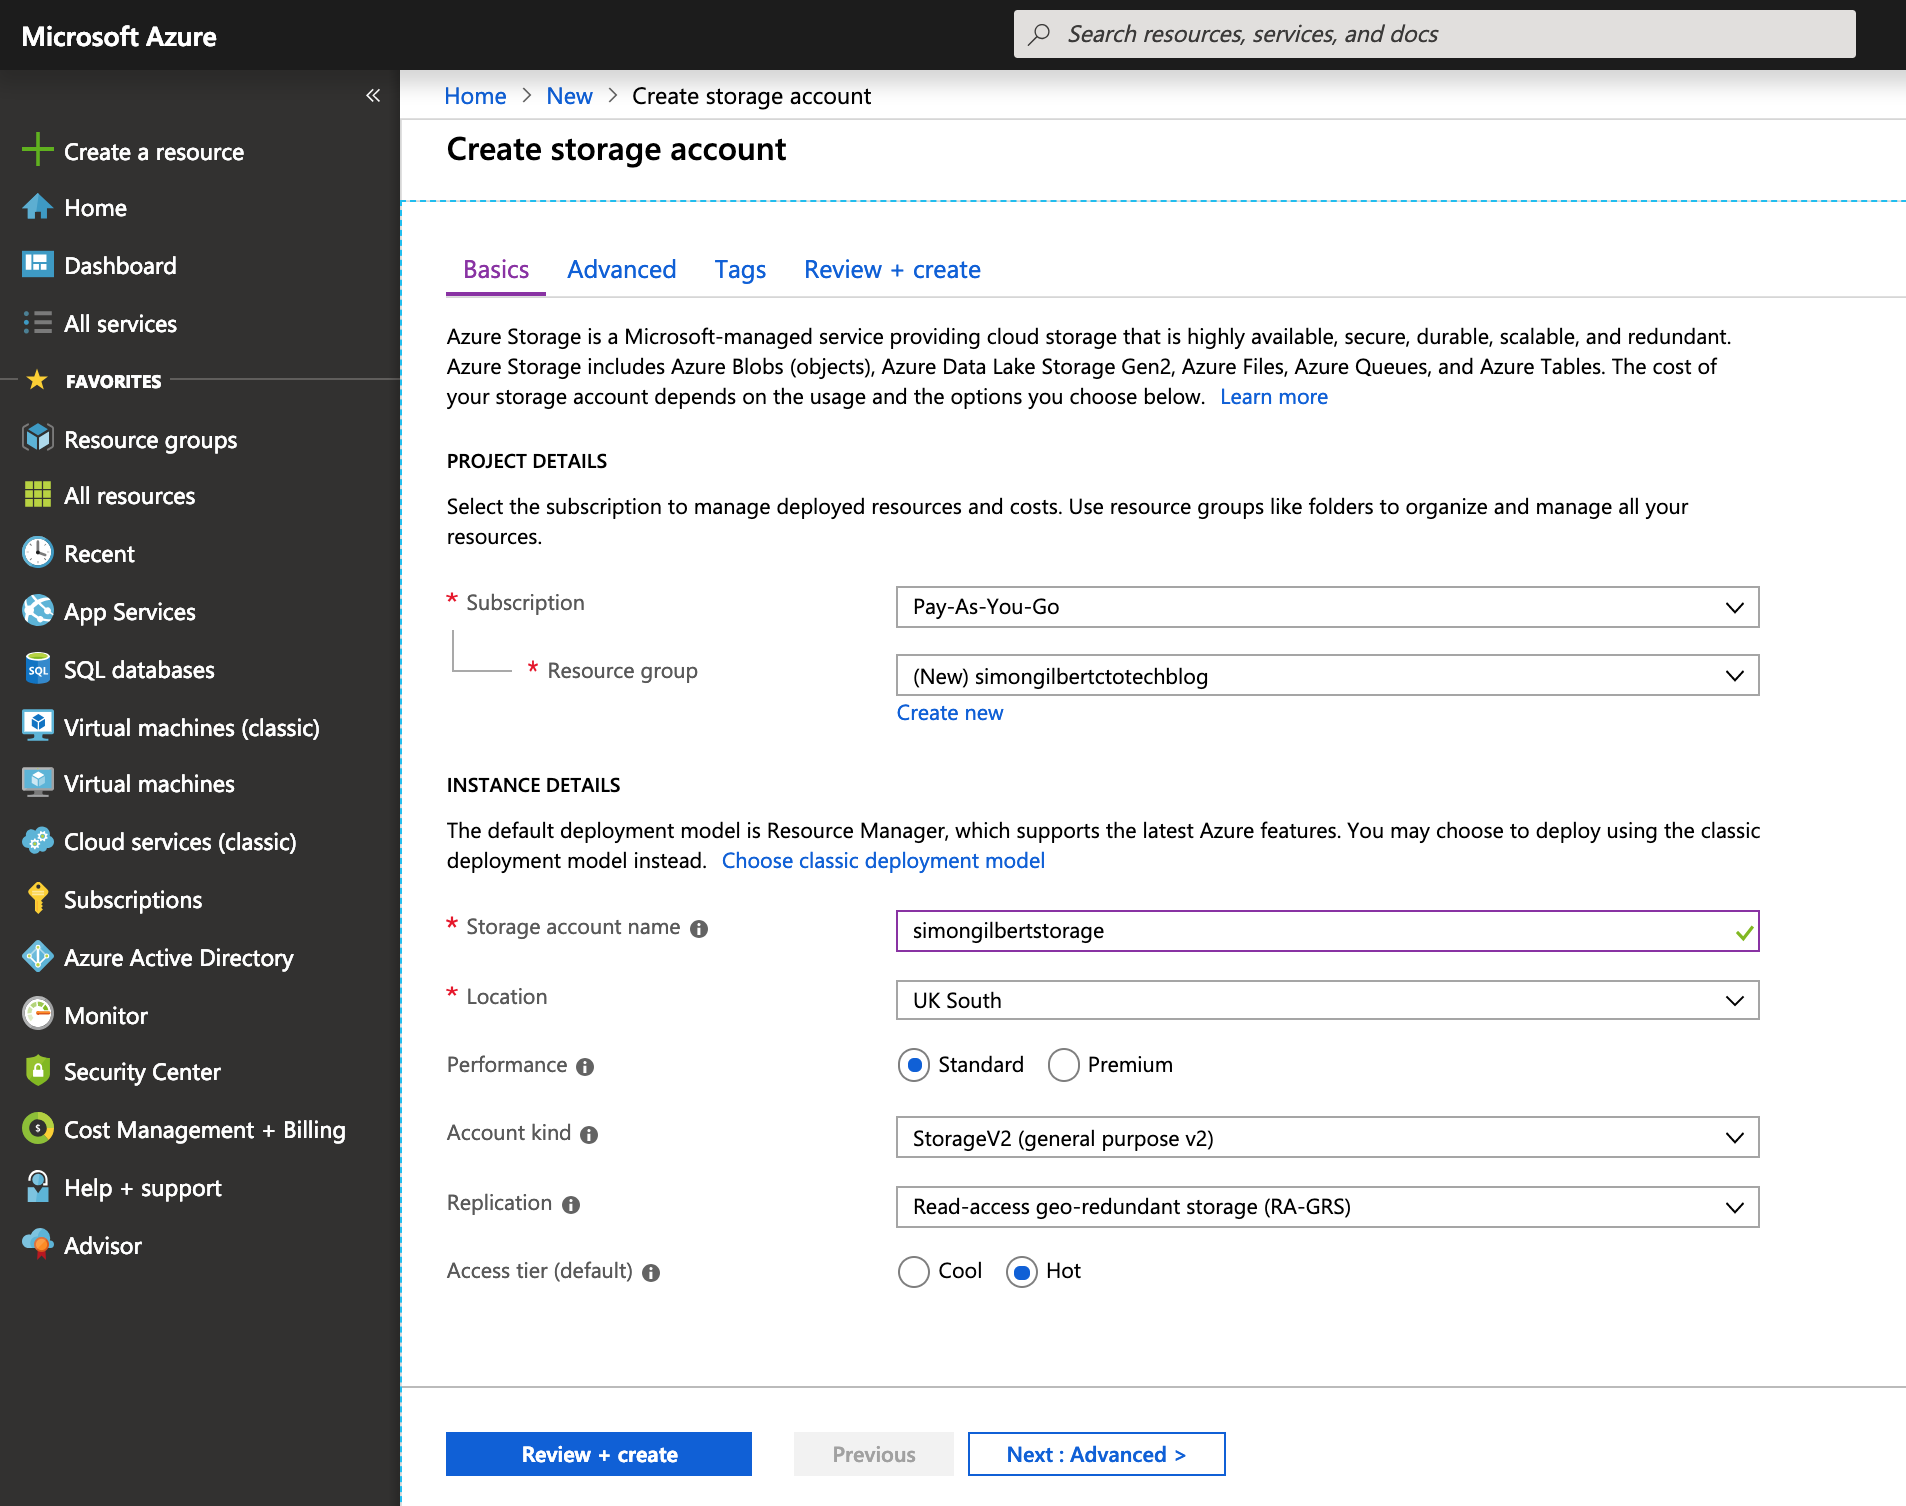 Microsoft Azure
Search resources, services, and docs
«
Create a resource
Home
Dashboard
All services
FAVORITES
Resource groups
All resources
Recent
App Services
SQL
SQL databases
Virtual machines (classic)
Virtual machines
Cloud services (classic)
Subscriptions
Azure Active Directory
Monitor
Security Center
$
Cost Management + Billing
Help + support
Advisor
Home > New > Create storage account
Create storage account
Basics Advanced Tags Review + create
Azure Storage is a Microsoft-managed service providing cloud storage that is highly available, secure, durable, scalable, and redundant.
Azure Storage includes Azure Blobs (objects), Azure Data Lake Storage Gen2, Azure Files, Azure Queues, and Azure Tables. The cost of
your storage account depends on the usage and the options you choose below. Learn more
PROJECT DETAILS
Select the subscription to manage deployed resources and costs. Use resource groups like folders to organize and manage all your
resources.
* Subscription
Pay-As-You-Go
* Resource group
(New) simongilbertctotechblog
Create new
INSTANCE DETAILS
The default deployment model is Resource Manager, which supports the latest Azure features. You may choose to deploy using the classic
deployment model instead. Choose classic deployment model
* Storage account name
simongilbertstorage
* Location
UK South
Performance
Standard Premium
Account kind
StorageV2 (general purpose v2)
Replication
Read-access geo-redundant storage (RA-GRS)
Access tier (default)
Cool Hot
Review + create
Previous
Next : Advanced >